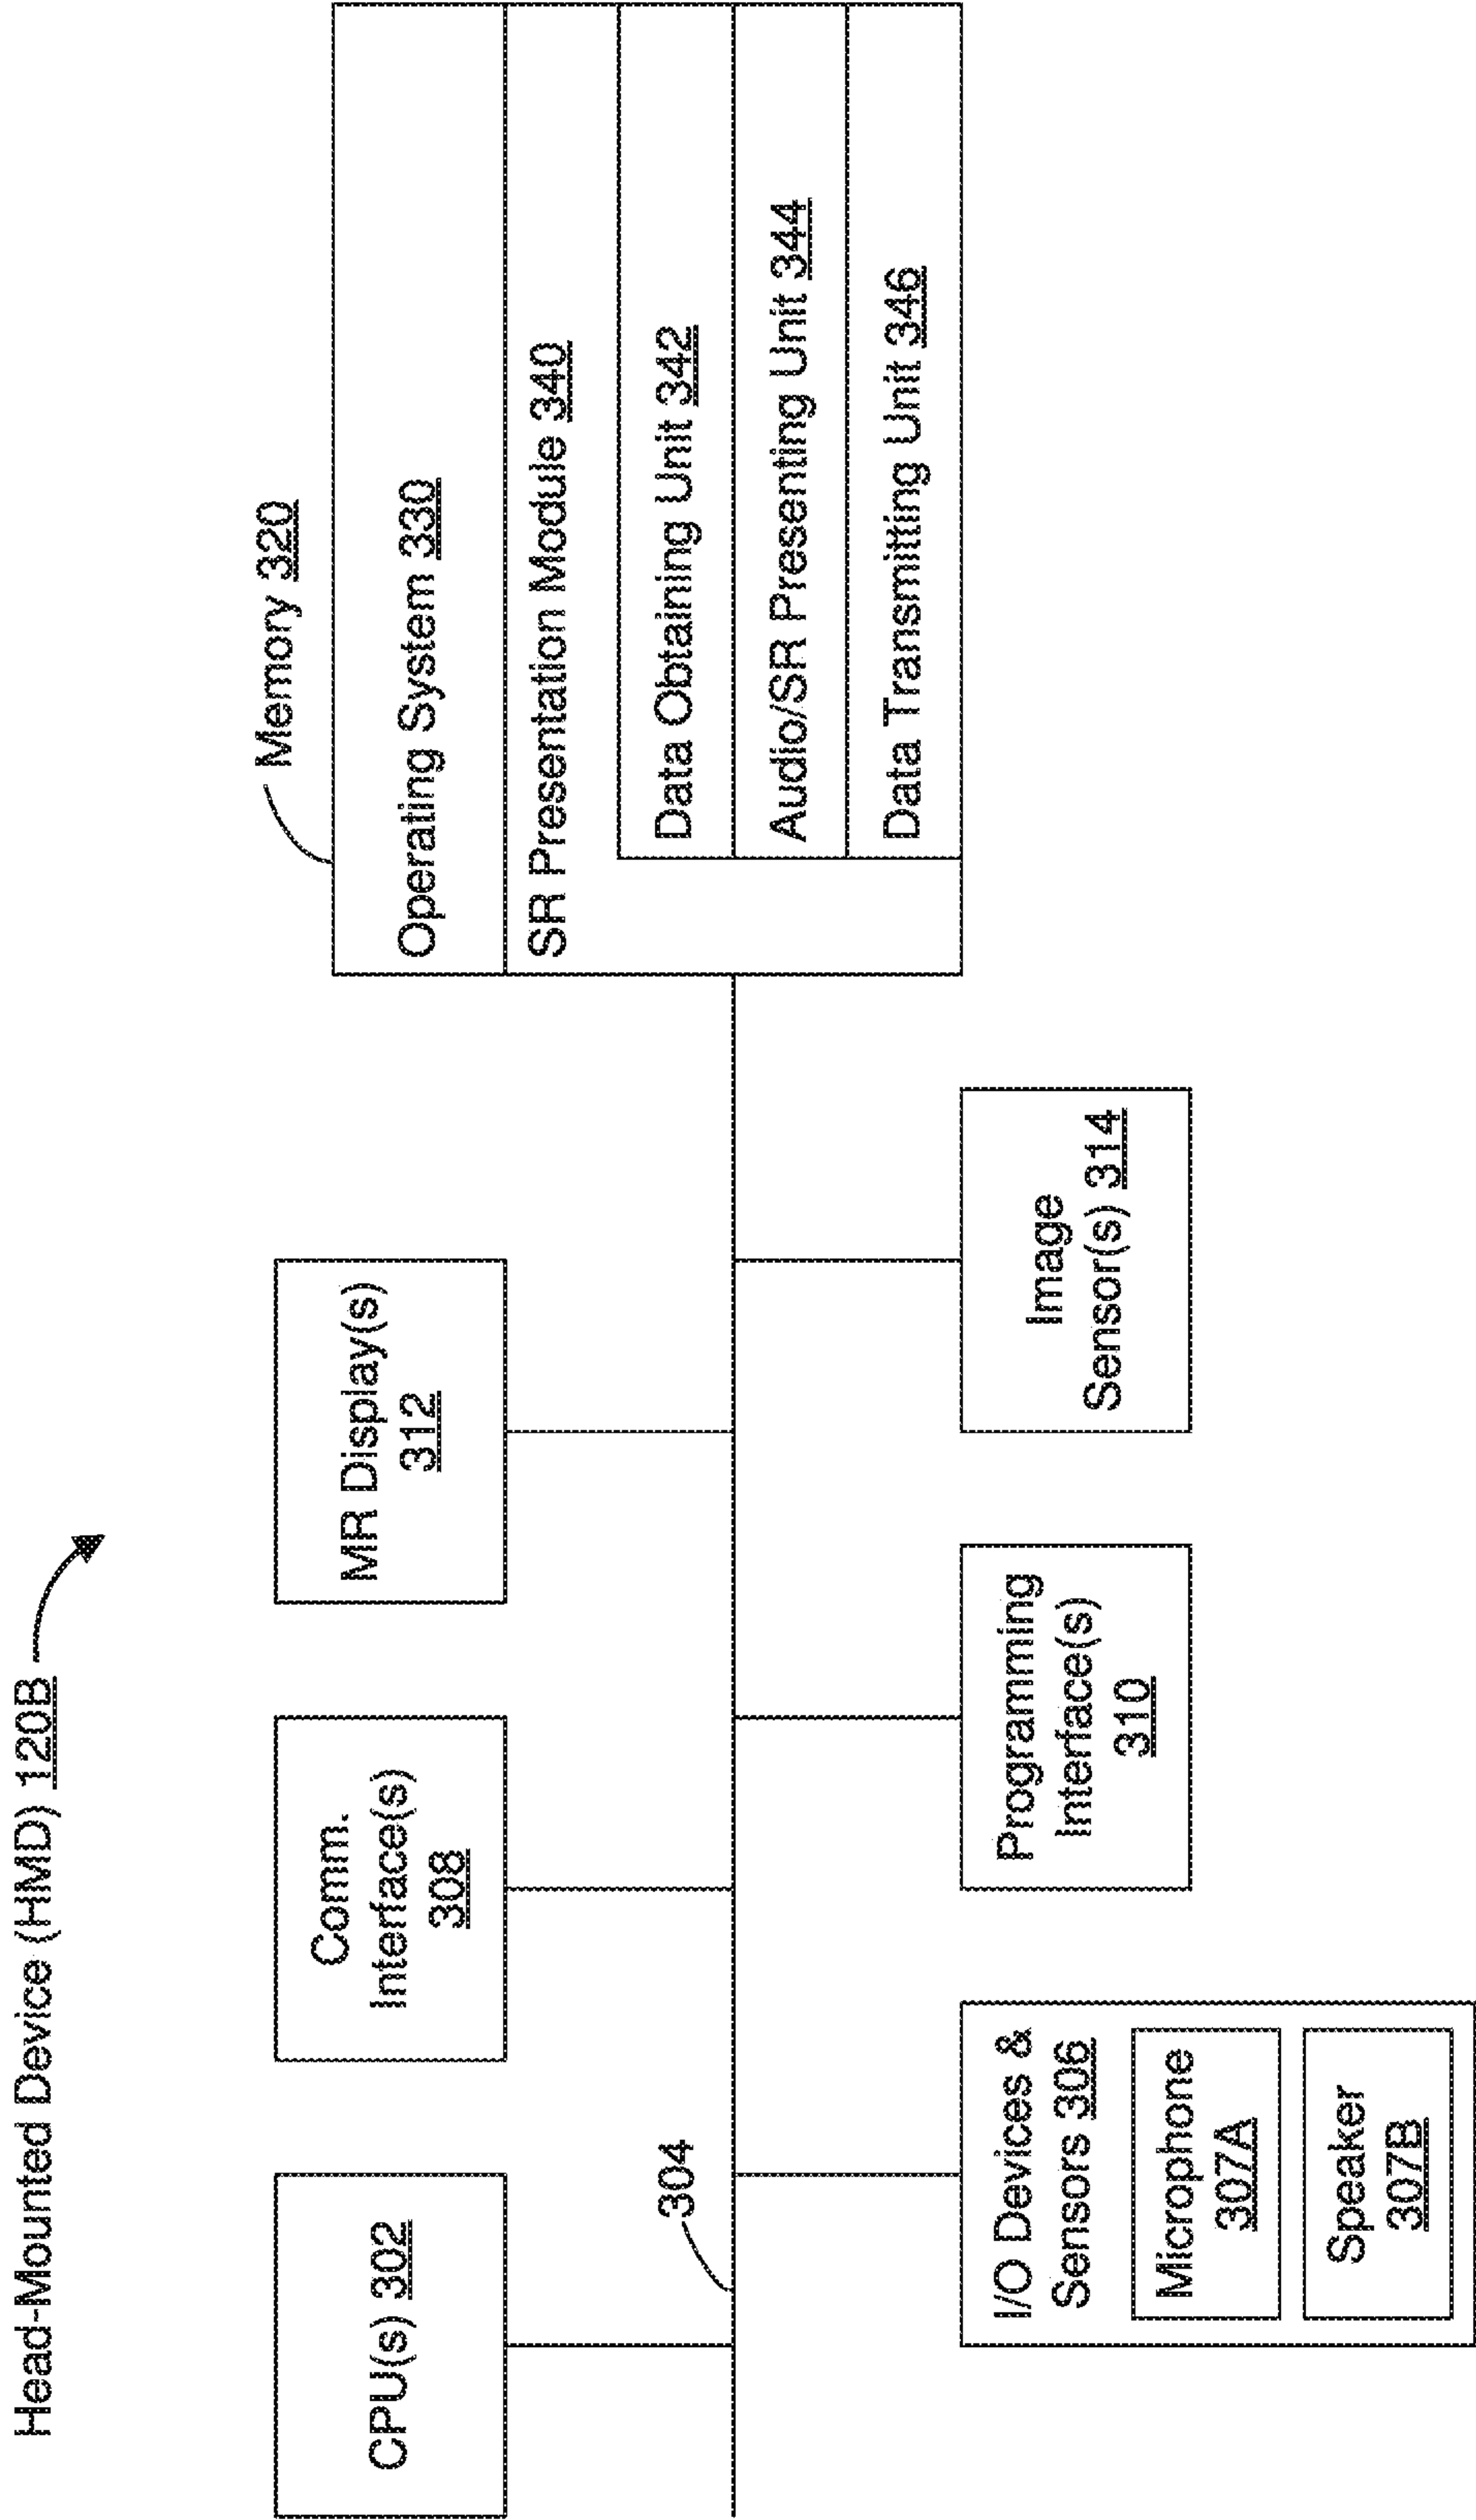 Head-Mounted Device (HMD) 120B
CPU(s) 302
Comm.
Interface(s)
308
MR Display(s)
312
Memory 320
Operating System 330
SR Presentation Module 340
Data Obtaining Unit 342
Audio/SR Presenting Unit 344
Data Transmitting Unit 346
304
I/O Devices &
Sensors 306
Microphone
307A
Speaker
307B
Programming
Interface(s)
310
Image
Sensor(s) 314